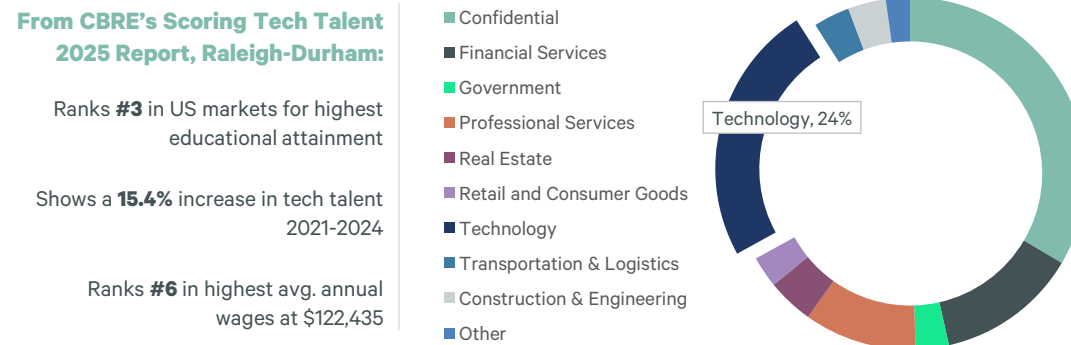 From CBRE's Scoring Tech Talent
2025 Report, Raleigh-Durham:
Ranks #3 in US markets for highest
educational attainment
Shows a 15.4% increase in tech talent
2021-2024
Ranks #6 in highest avg. annual
wages at $122,435
Confidential
Financial Services
Government
Professional Services
Real Estate
Retail and Consumer Goods
Technology
Transportation & Logistics
Construction & Engineering
Other
Technology, 24%